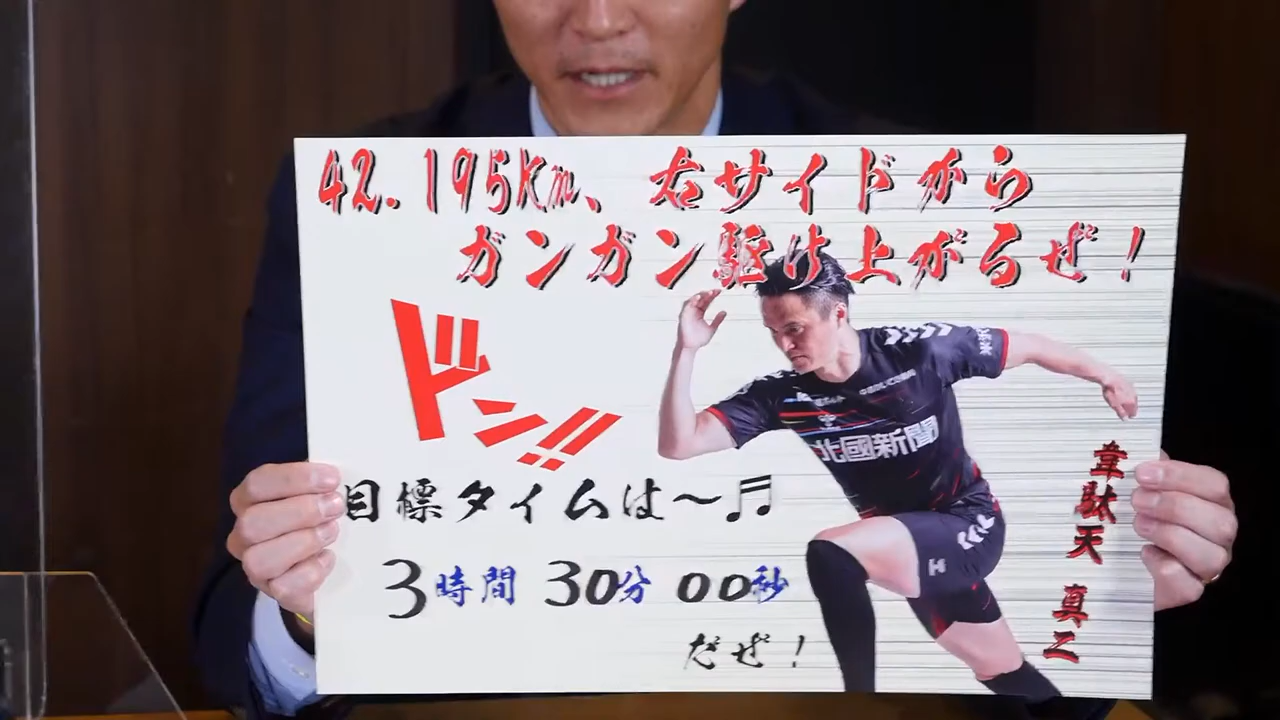 42.195Km、右サイドから
ガンガン駆け上がるぜ！
ドン!!
目標タイムは〜♬
3時間 30分 00秒
だぜ！
北國新聞
韋駄天 真二